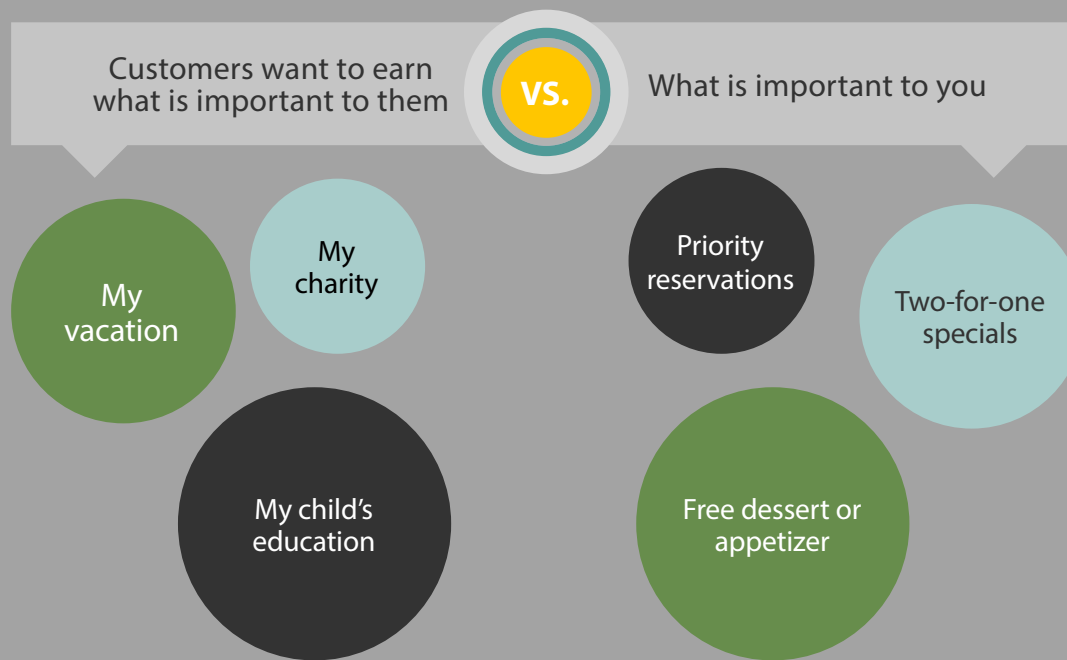 Customers want to earn
what is important to them
VS.
What is important to you
My
vacation
My
charity
My child’s
education
Priority
reservations
Two-for-one
specials
Free dessert or
appetizer